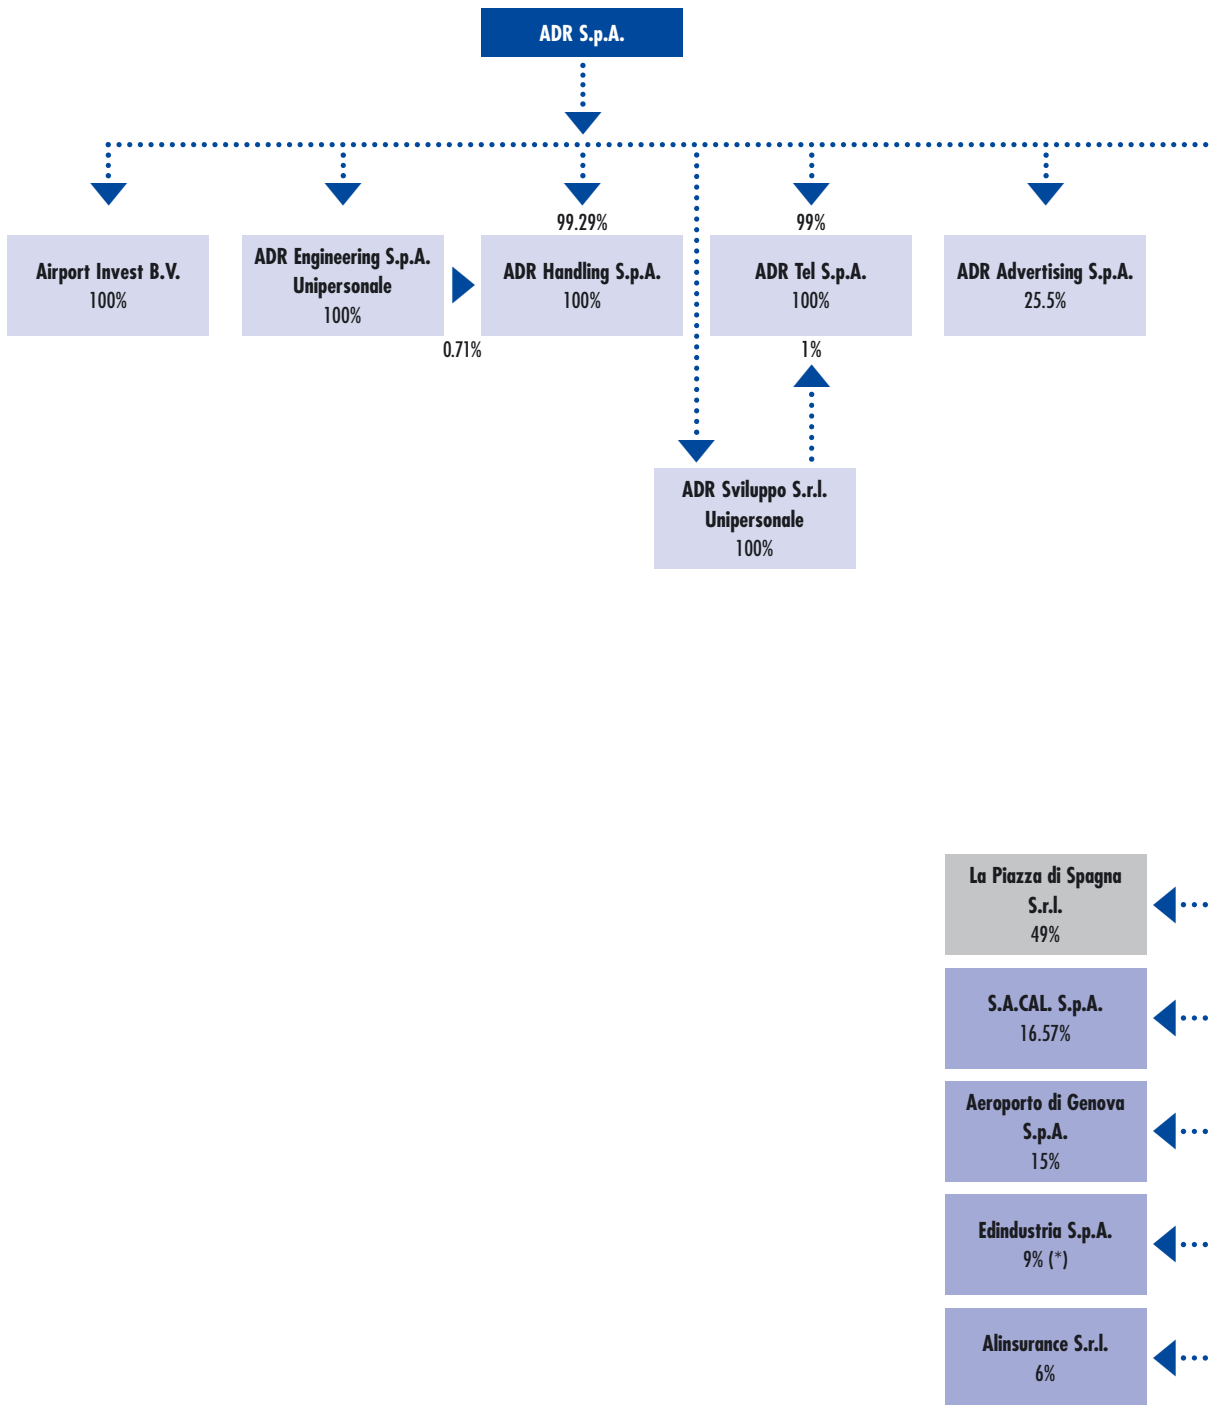 ADR S.p.A.
99.29%
99%
Airport Invest B.V.
100%
ADR Engineering S.p.A.
Unipersonale
100%
ADR Handling S.p.A.
100%
ADR Tel S.p.A.
100%
ADR Advertising S.p.A.
25.5%
0.71%
1%
ADR Sviluppo S.r.l.
Unipersonale
100%
La Piazza di Spagna
S.r.l.
49%
S.A.CAL. S.p.A.
16.57%
Aeroporto di Genova
S.p.A.
15%
Edindustria S.p.A.
9% (*)
Alinsurance S.r.l.
6%